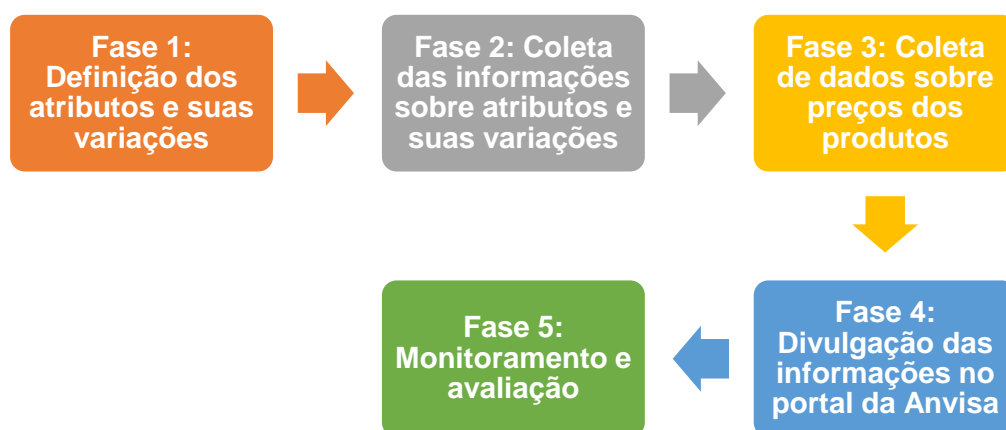 Fase 1:
Definição dos
atributos e suas
variações
Fase 2: Coleta
das informações
sobre atributos e
suas variações
Fase 3: Coleta
de dados sobre
preços dos
produtos
Fase 4:
Divulgação das
informações no
portal da Anvisa
Fase 5:
Monitoramento e
avaliação